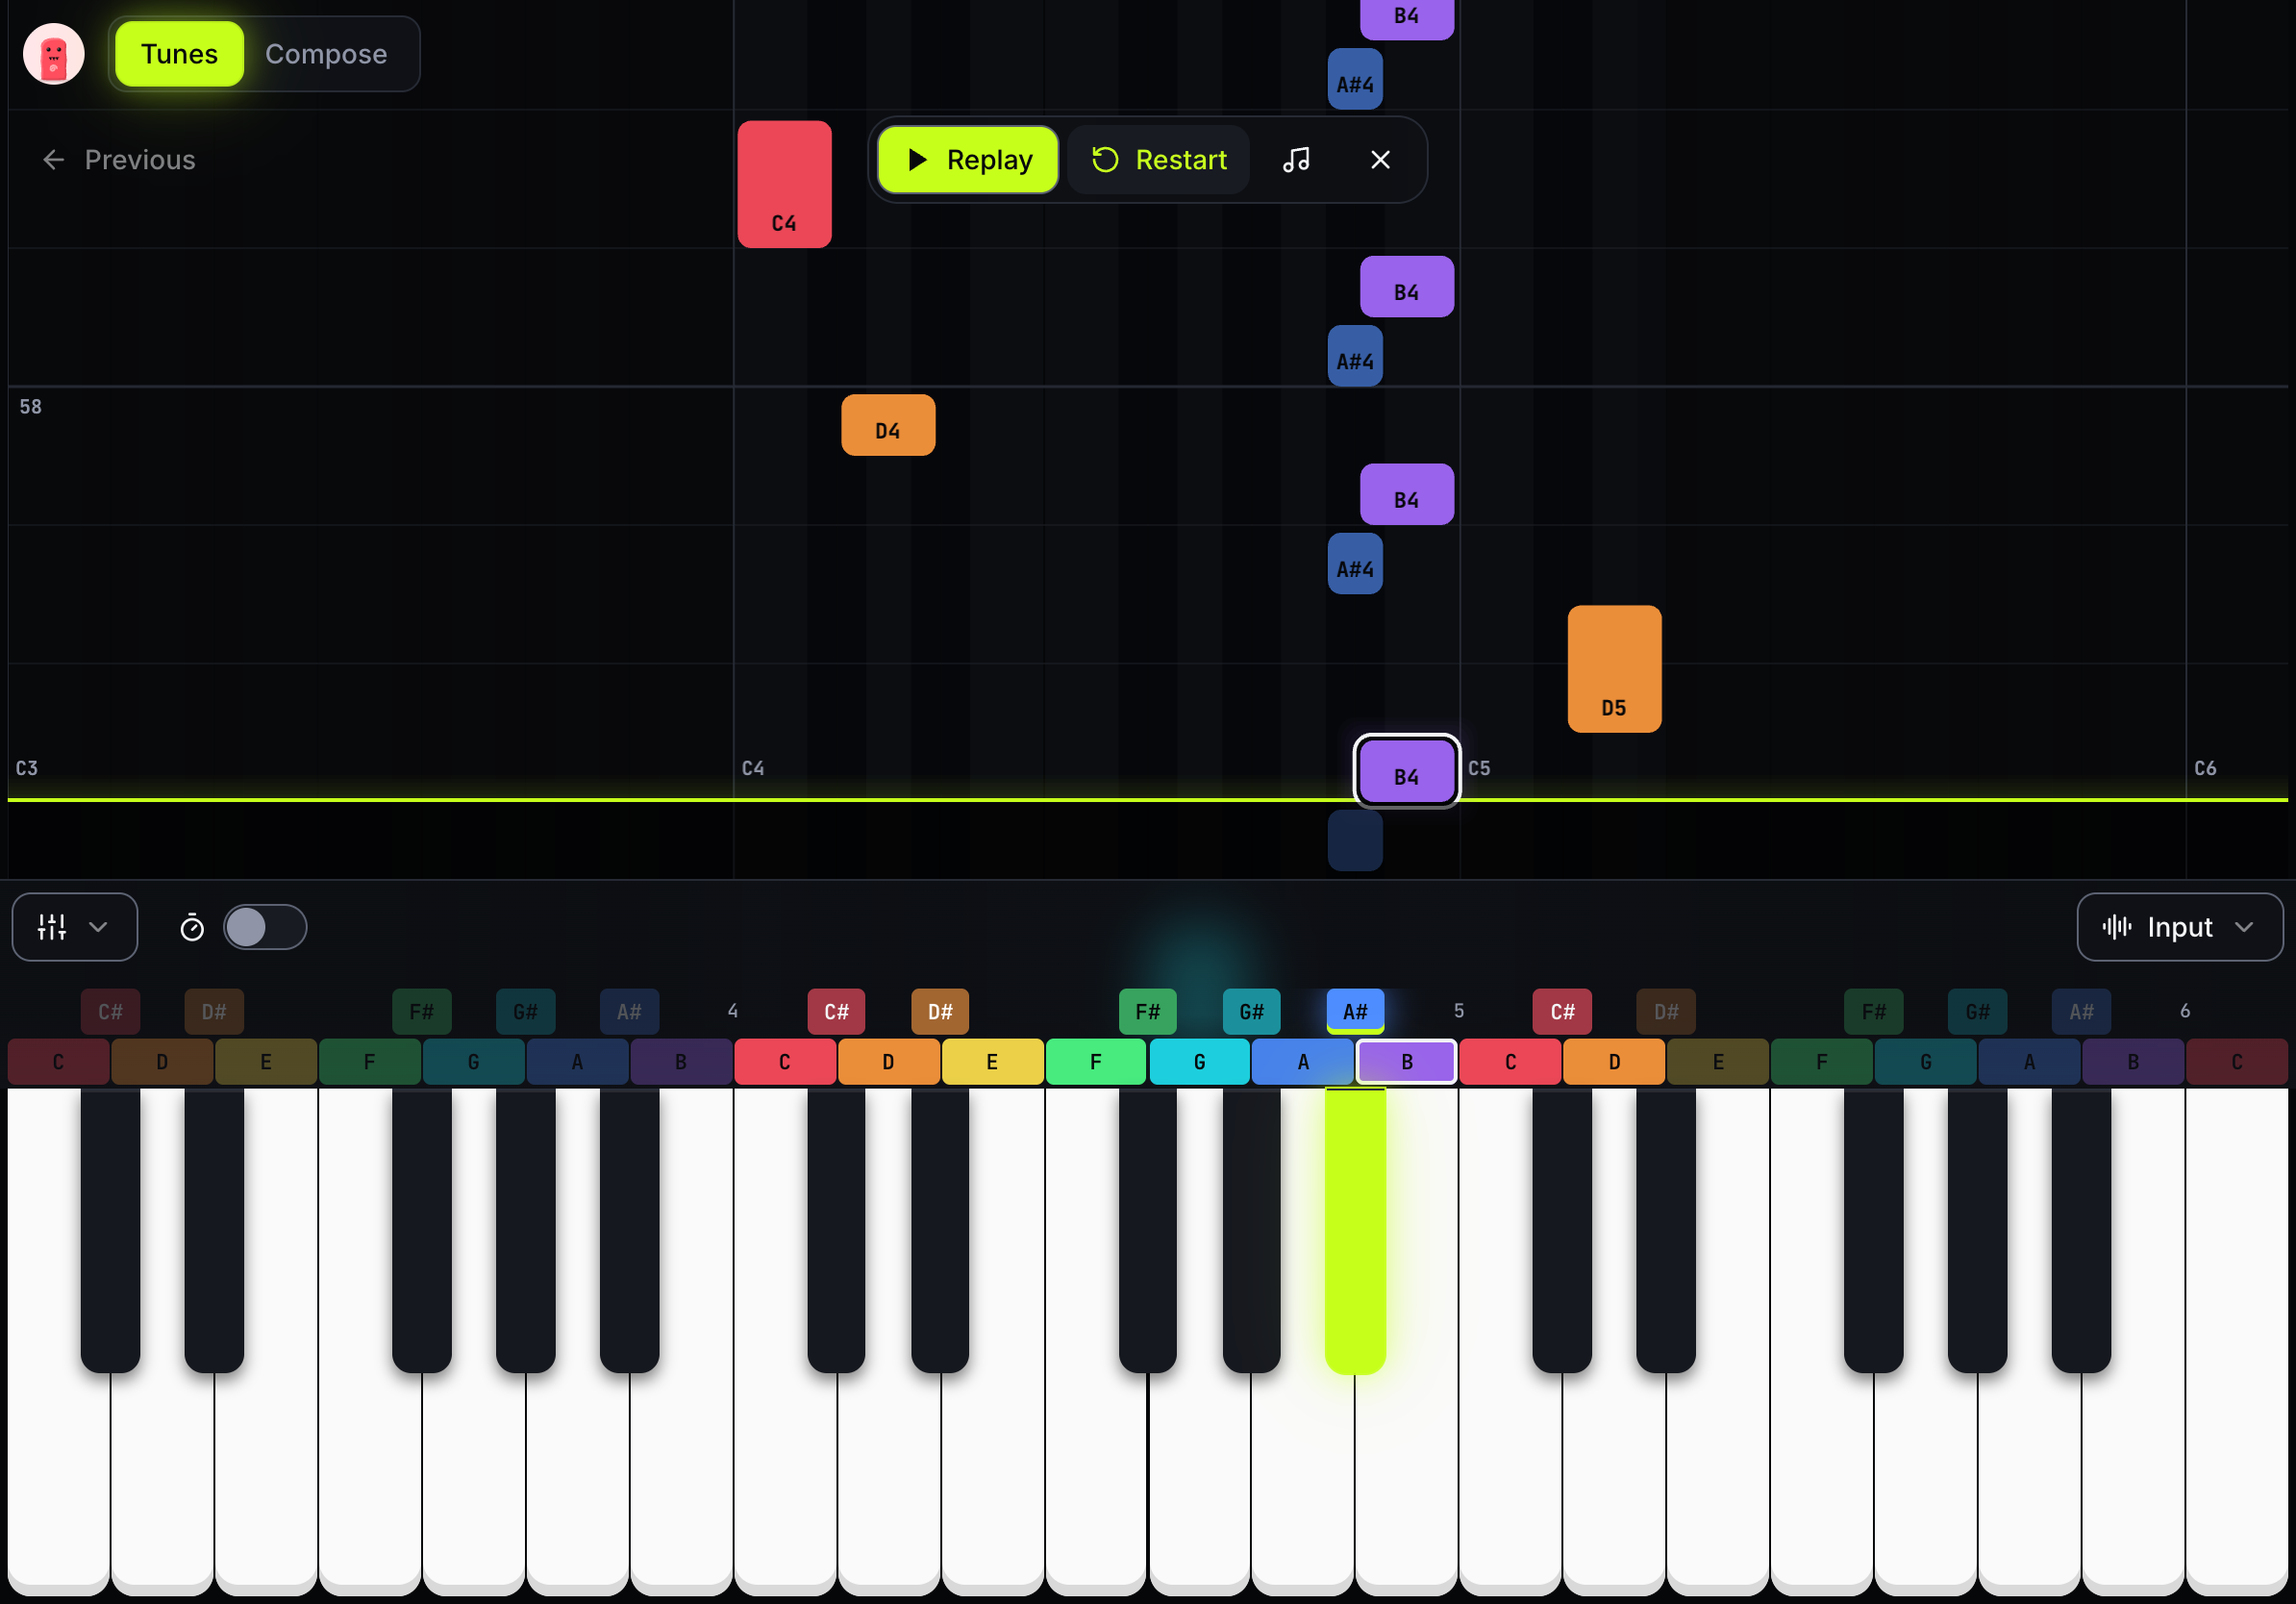 B4
Tunes Compose
A#4
Previous
Replay Restart
C4
B4
A#4
58
D4
B4
A#4
D5
C3 C4 B4 C5 C6
Input
C# D# F# G# A# 4 C# D# F# G# A# 5 C# D# F# G# A# 6
C D E F G A B C D E F G A B C D E F G A B C